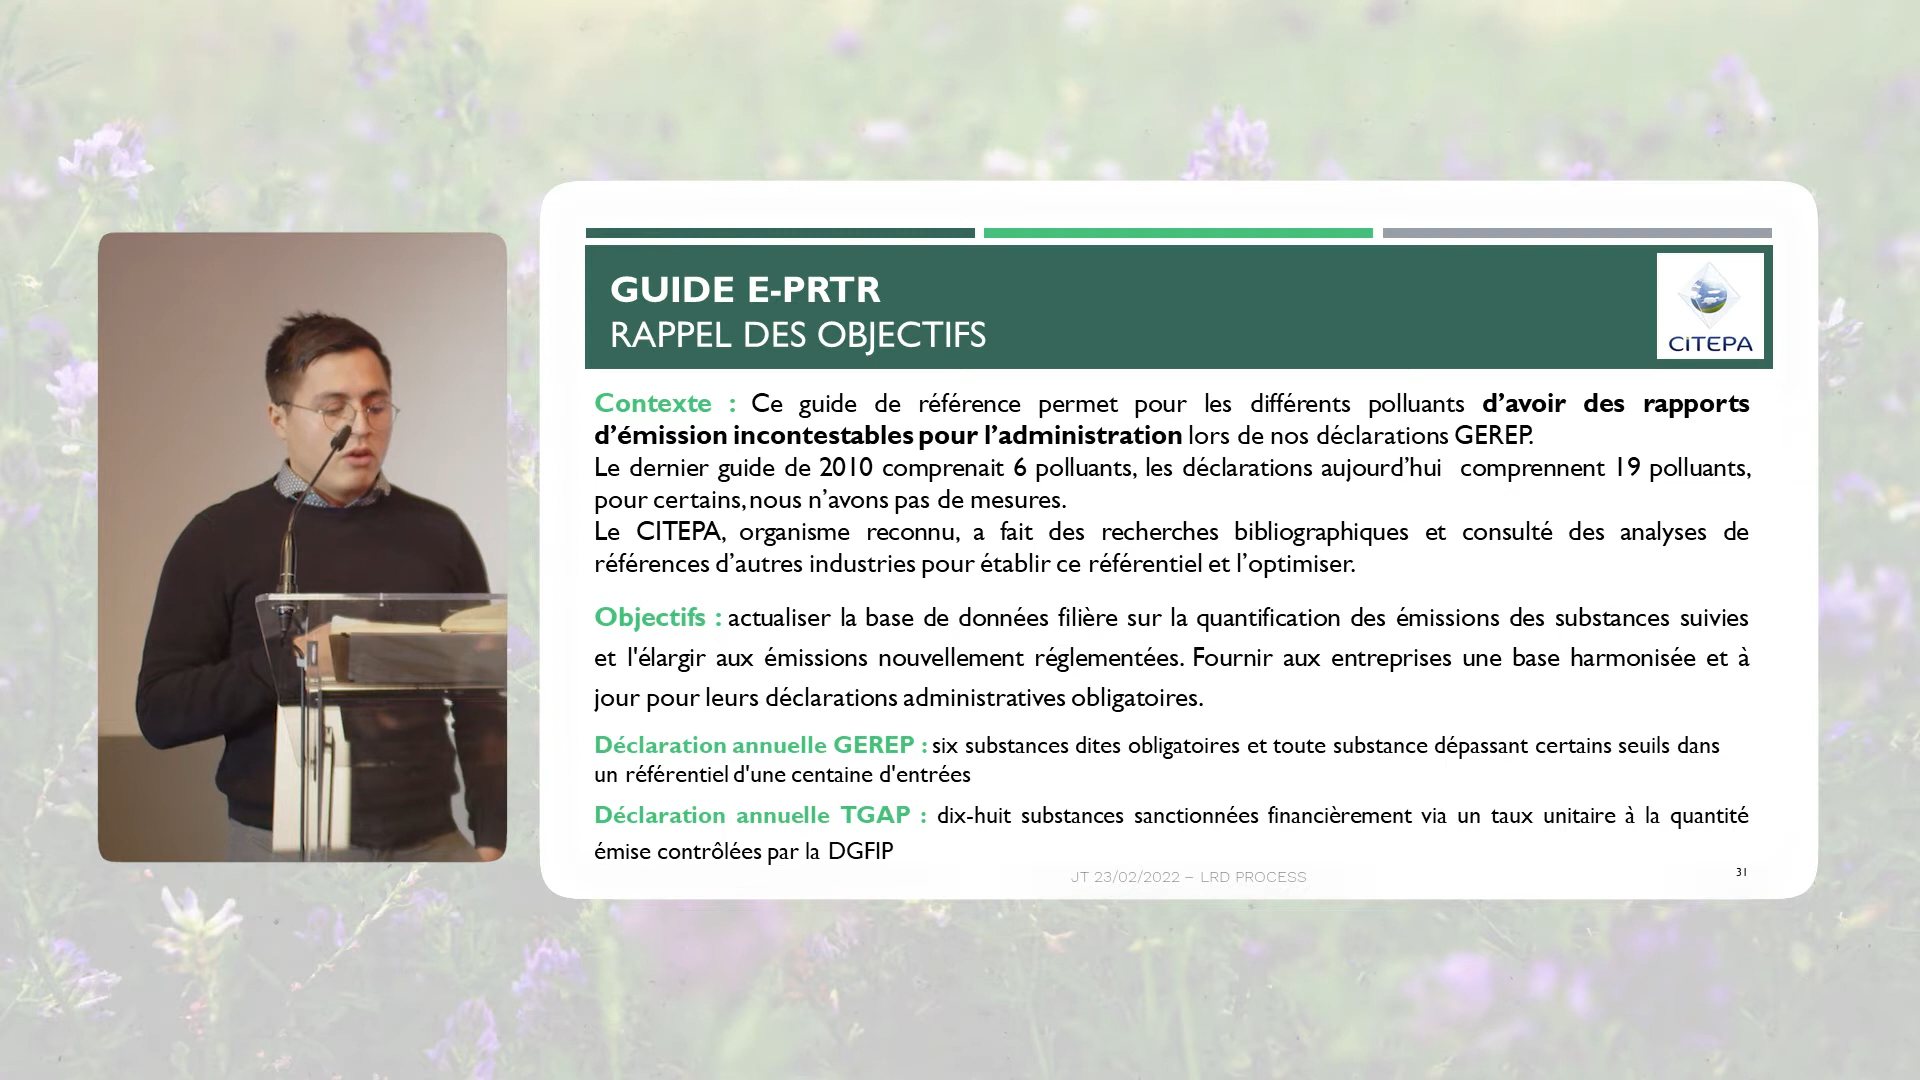 GUIDE E-PRTR
RAPPEL DES OBJECTIFS
CiTEPA
Contexte : Ce guide de référence permet pour les différents polluants d’avoir des rapports
d’émission incontestables pour l’administration lors de nos déclarations GEREP.
Le dernier guide de 2010 comprenait 6 polluants, les déclarations aujourd’hui comprennent 19 polluants,
pour certains, nous n’avons pas de mesures.
Le CITEPA, organisme reconnu, a fait des recherches bibliographiques et consulté des analyses de
références d’autres industries pour établir ce référentiel et l’optimiser.
Objectifs : actualiser la base de données filière sur la quantification des émissions des substances suivies
et l'élargir aux émissions nouvellement réglementées. Fournir aux entreprises une base harmonisée et à
jour pour leurs déclarations administratives obligatoires.
Déclaration annuelle GEREP : six substances dites obligatoires et toute substance dépassant certains seuils dans
un référentiel d'une centaine d'entrées
Déclaration annuelle TGAP : dix-huit substances sanctionnées financièrement via un taux unitaire à la quantité
émise contrôlées par la DGFIP
JT 23/02/2022 – LRD PROCESS
31